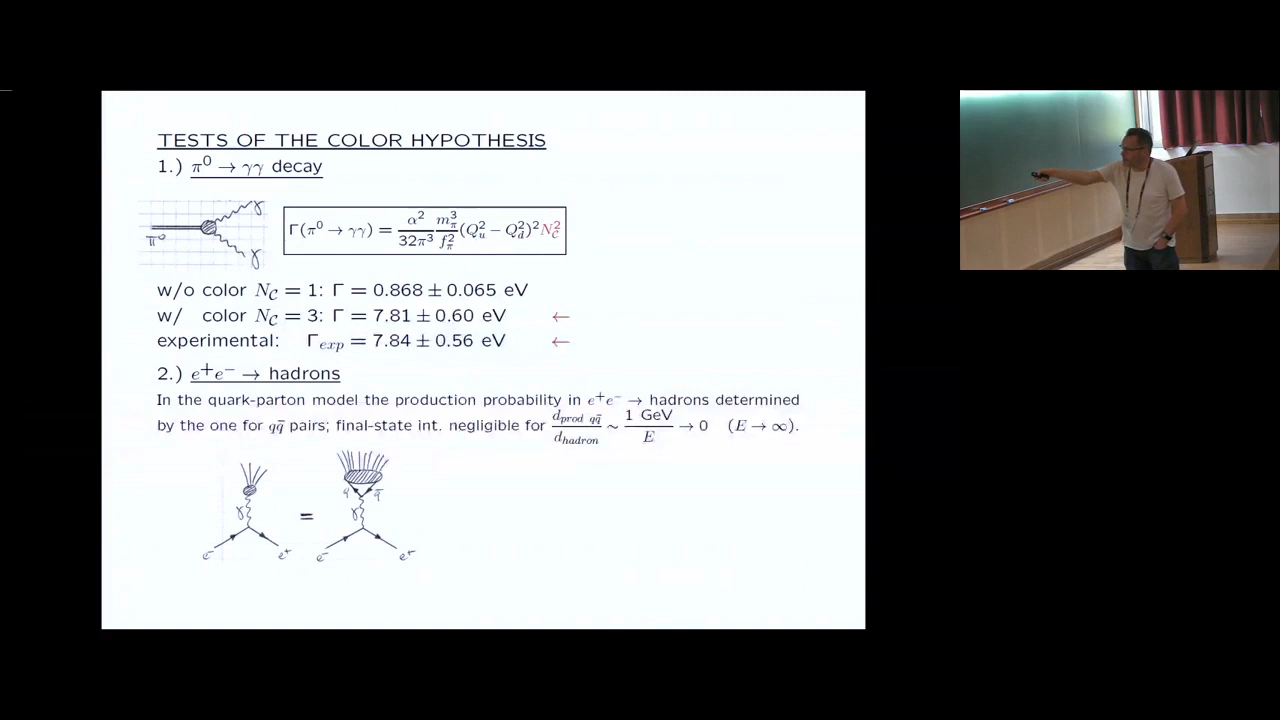 TESTS OF THE COLOR HYPOTHESIS
1.) π⁰ → γγ decay
π⁰ γ γ
Γ(π⁰ → γγ) = α²/32π³ m_π³/f_π² (Q_u² − Q_d²)² N_C²
w/o color N_C = 1: Γ = 0.868 ± 0.065 eV
w/ color N_C = 3: Γ = 7.81 ± 0.60 eV ←
experimental: Γ_exp = 7.84 ± 0.56 eV ←
2.) e⁺e⁻ → hadrons
In the quark-parton model the production probability in e⁺e⁻ → hadrons determined
by the one for qq̄ pairs; final-state int. negligible for d_prod qq̄/d_hadron ∼ 1 GeV/E → 0 (E → ∞).
q q̄
γ = γ
e⁻ e⁺ e⁻ e⁺